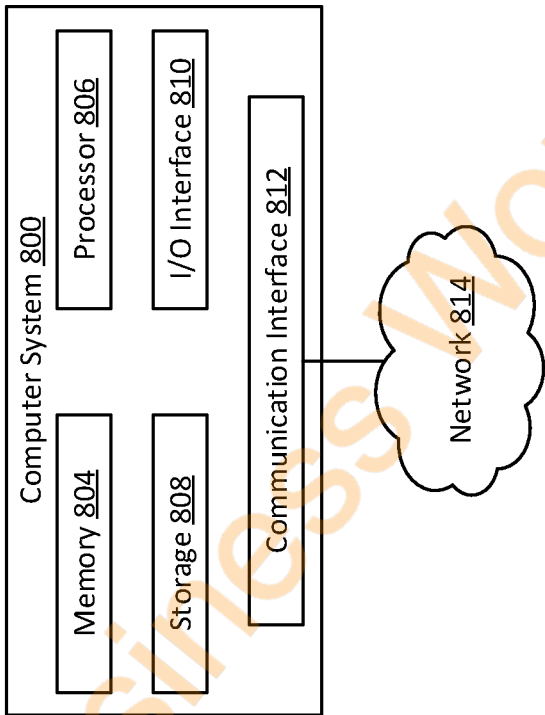 Computer System 800
Memory 804
Processor 806
Storage 808
I/O Interface 810
Communication Interface 812
Network 814